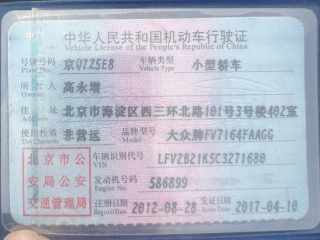 中华人民共和国机动车行驶证
Vehicle License of the People's Republic of China
号牌号码 京Q7Z5E8 车辆类型 小型轿车
Plate No. Vehicle Type
所有人 高永增
Owner
住址 北京市海淀区西三环北路101号3号楼402室
Address
使用性质 非营运 品牌型号 大众牌FV7164FAAGG
Use Character Model
北京市公安局公安交通管理局
车辆识别代号 LFV2B21K5C3271680
VIN
发动机号码 586899
Engine No.
注册日期 2012-08-28 发证日期 2017-04-10
Register Date Issue Date